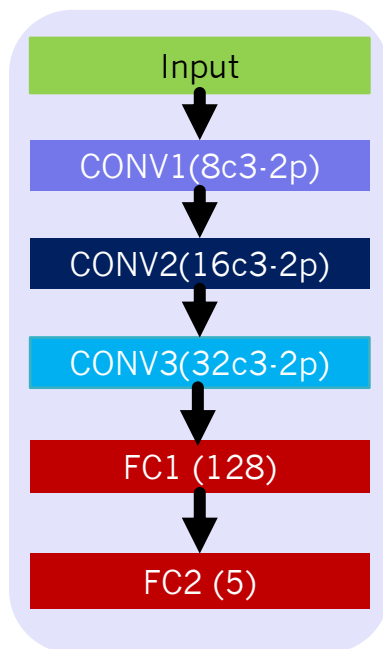 Input
CONV1(8c3-2p)
CONV2(16c3-2p)
CONV3(32c3-2p)
FC1 (128)
FC2 (5)